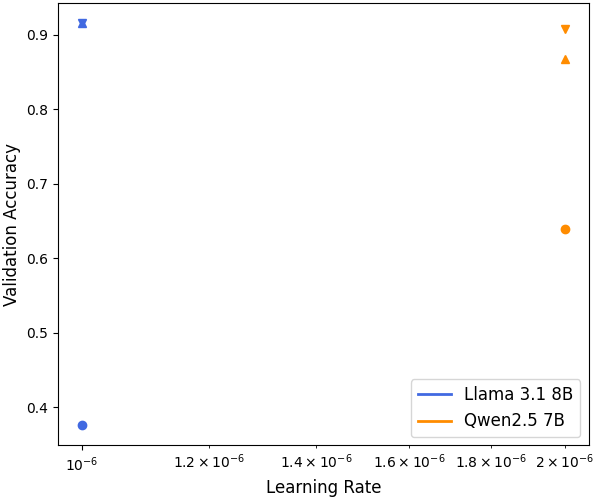 0.9
0.8
0.7
0.6
0.5
0.4
Validation Accuracy
Llama 3.1 8B
Qwen2.5 7B
10⁻⁶
1.2 × 10⁻⁶
1.4 × 10⁻⁶
1.6 × 10⁻⁶
1.8 × 10⁻⁶
2 × 10⁻⁶
Learning Rate